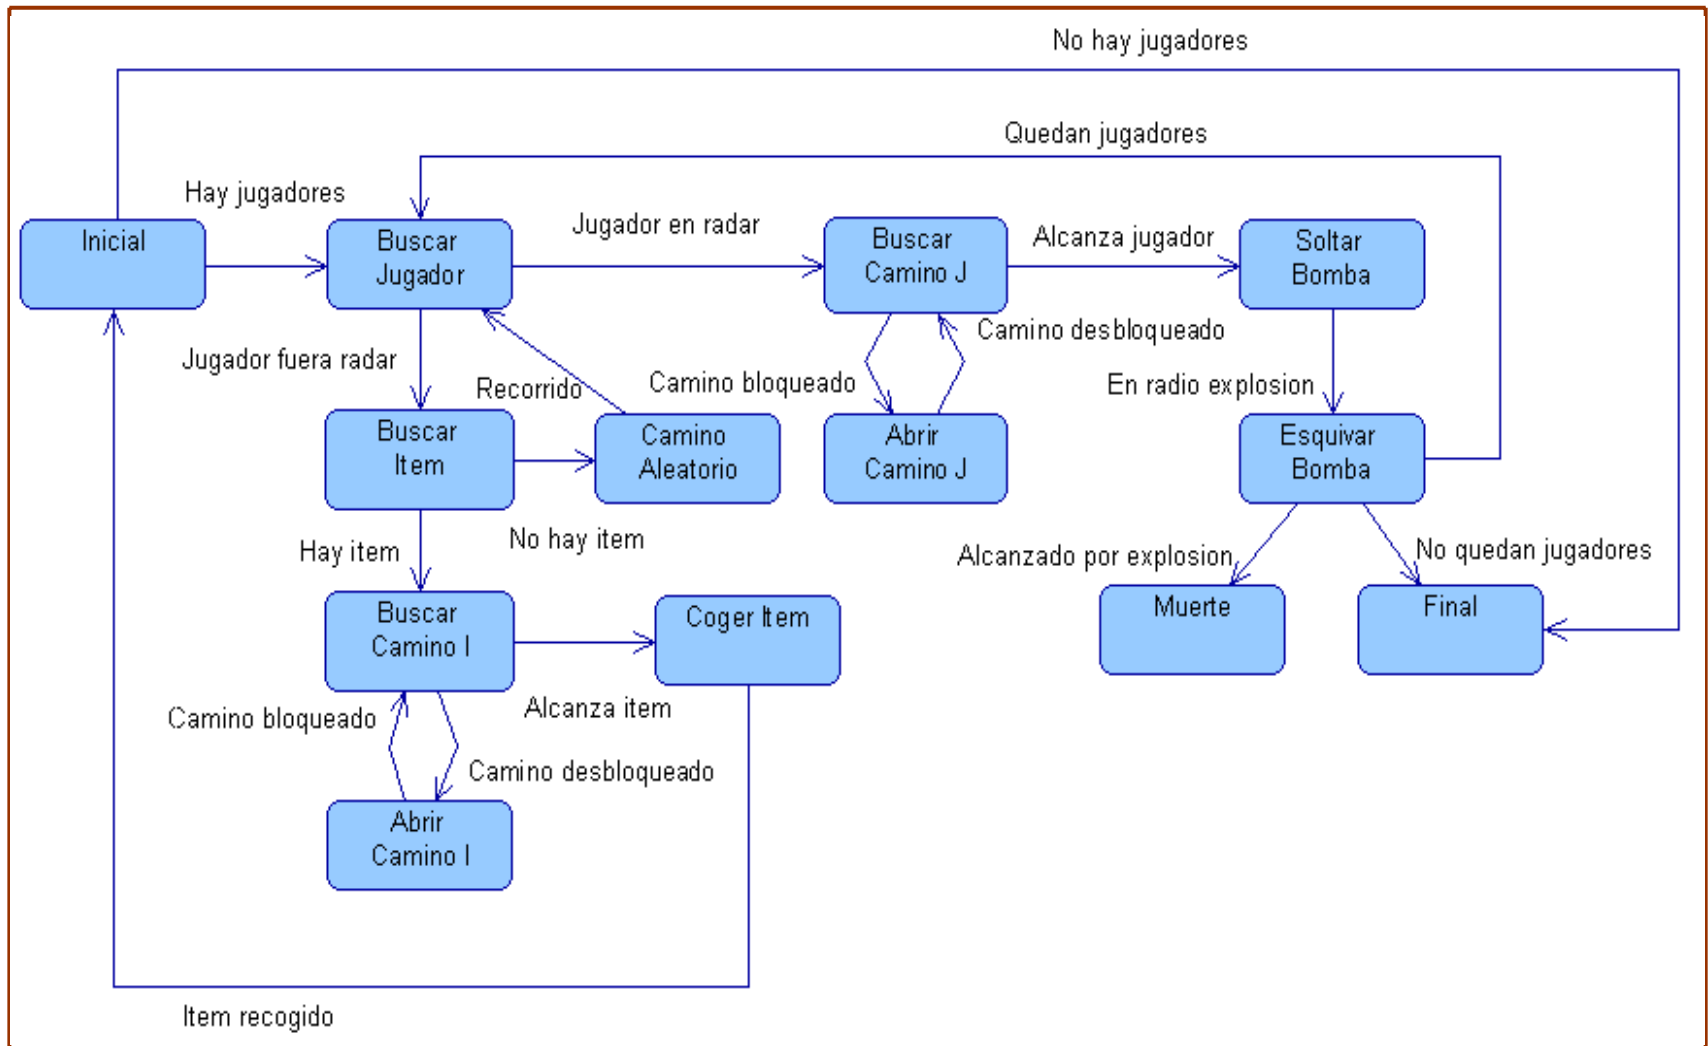 No hay jugadores
Quedan jugadores
Hay jugadores
Inicial
Buscar
Jugador
Jugador en radar
Buscar
Camino J
Alcanza jugador
Soltar
Bomba
Jugador fuera radar
Recorrido
Camino bloqueado
Camino desbloqueado
En radio explosion
Buscar
Item
Camino
Aleatorio
Abrir
Camino J
Esquivar
Bomba
Hay item
No hay item
Alcanzado por explosion
No quedan jugadores
Buscar
Camino I
Coger Item
Muerte
Final
Camino bloqueado
Alcanza item
Camino desbloqueado
Abrir
Camino I
Item recogido